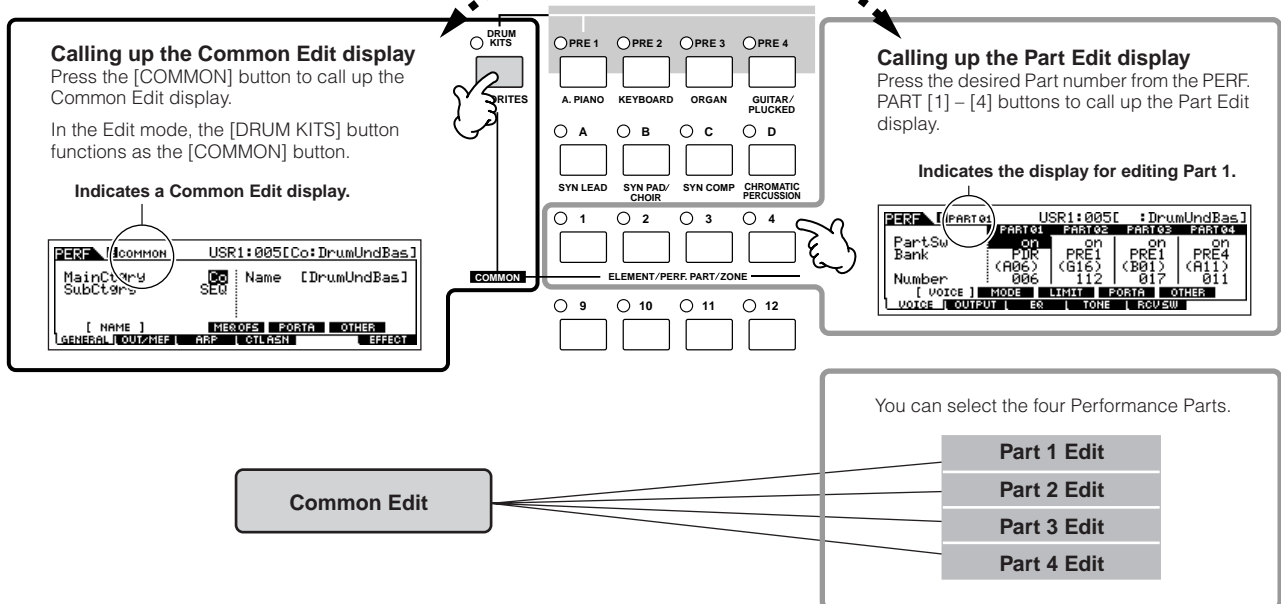 Calling up the Common Edit display
Press the [COMMON] button to call up the
Common Edit display.
In the Edit mode, the [DRUM KITS] button
functions as the [COMMON] button.
Indicates a Common Edit display.
PERF COMMON USR1:005[Co:DrumUndBas]
MainCtgry Co Name [DrumUndBas]
SubCtgry SEQ
[ NAME ] MEQ OFS PORTA OTHER
GENERAL OUT/MEF ARP CTL ASN EFFECT
DRUM
KITS
PRE 1 PRE 2 PRE 3 PRE 4
A. PIANO KEYBOARD ORGAN GUITAR/
PLUCKED
A B C D
SYN LEAD SYN PAD/
CHOIR SYN COMP CHROMATIC
PERCUSSION
1 2 3 4
COMMON ELEMENT/PERF. PART/ZONE
9 10 11 12
Calling up the Part Edit display
Press the desired Part number from the PERF.
PART [1] – [4] buttons to call up the Part Edit
display.
Indicates the display for editing Part 1.
PERF PART01 USR1:005[ :DrumUndBas]
PART01 PART02 PART03 PART04
PartSw on on on on
Bank PDR PRE1 PRE1 PRE4
(A06) (G16) (B01) (A11)
Number 006 112 017 011
[ VOICE ] MODE LIMIT PORTA OTHER
VOICE OUTPUT EQ TONE RCV SW
You can select the four Performance Parts.
Common Edit
Part 1 Edit
Part 2 Edit
Part 3 Edit
Part 4 Edit